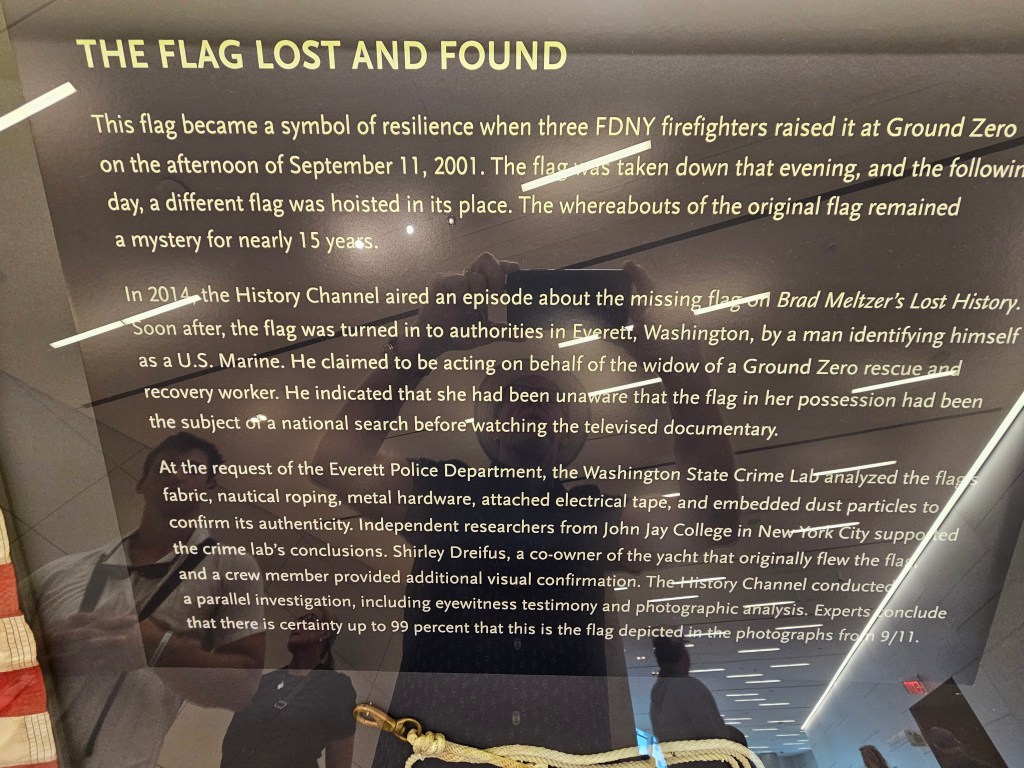 THE FLAG LOST AND FOUND
This flag became a symbol of resilience when three FDNY firefighters raised it at Ground Zero
on the afternoon of September 11, 2001. The flag was taken down that evening, and the followin
day, a different flag was hoisted in its place. The whereabouts of the original flag remained
a mystery for nearly 15 years.
In 2014, the History Channel aired an episode about the missing flag on Brad Meltzer's Lost History.
Soon after, the flag was turned in to authorities in Everett, Washington, by a man identifying himself
as a U.S. Marine. He claimed to be acting on behalf of the widow of a Ground Zero rescue and
recovery worker. He indicated that she had been unaware that the flag in her possession had been
the subject of a national search before watching the televised documentary.
At the request of the Everett Police Department, the Washington State Crime Lab analyzed the flag's
fabric, nautical roping, metal hardware, attached electrical tape, and embedded dust particles to
confirm its authenticity. Independent researchers from John Jay College in New York City supported
the crime lab's conclusions. Shirley Dreifus, a co-owner of the yacht that originally flew the flag,
and a crew member provided additional visual confirmation. The History Channel conducted
a parallel investigation, including eyewitness testimony and photographic analysis. Experts conclude
that there is certainty up to 99 percent that this is the flag depicted in the photographs from 9/11.